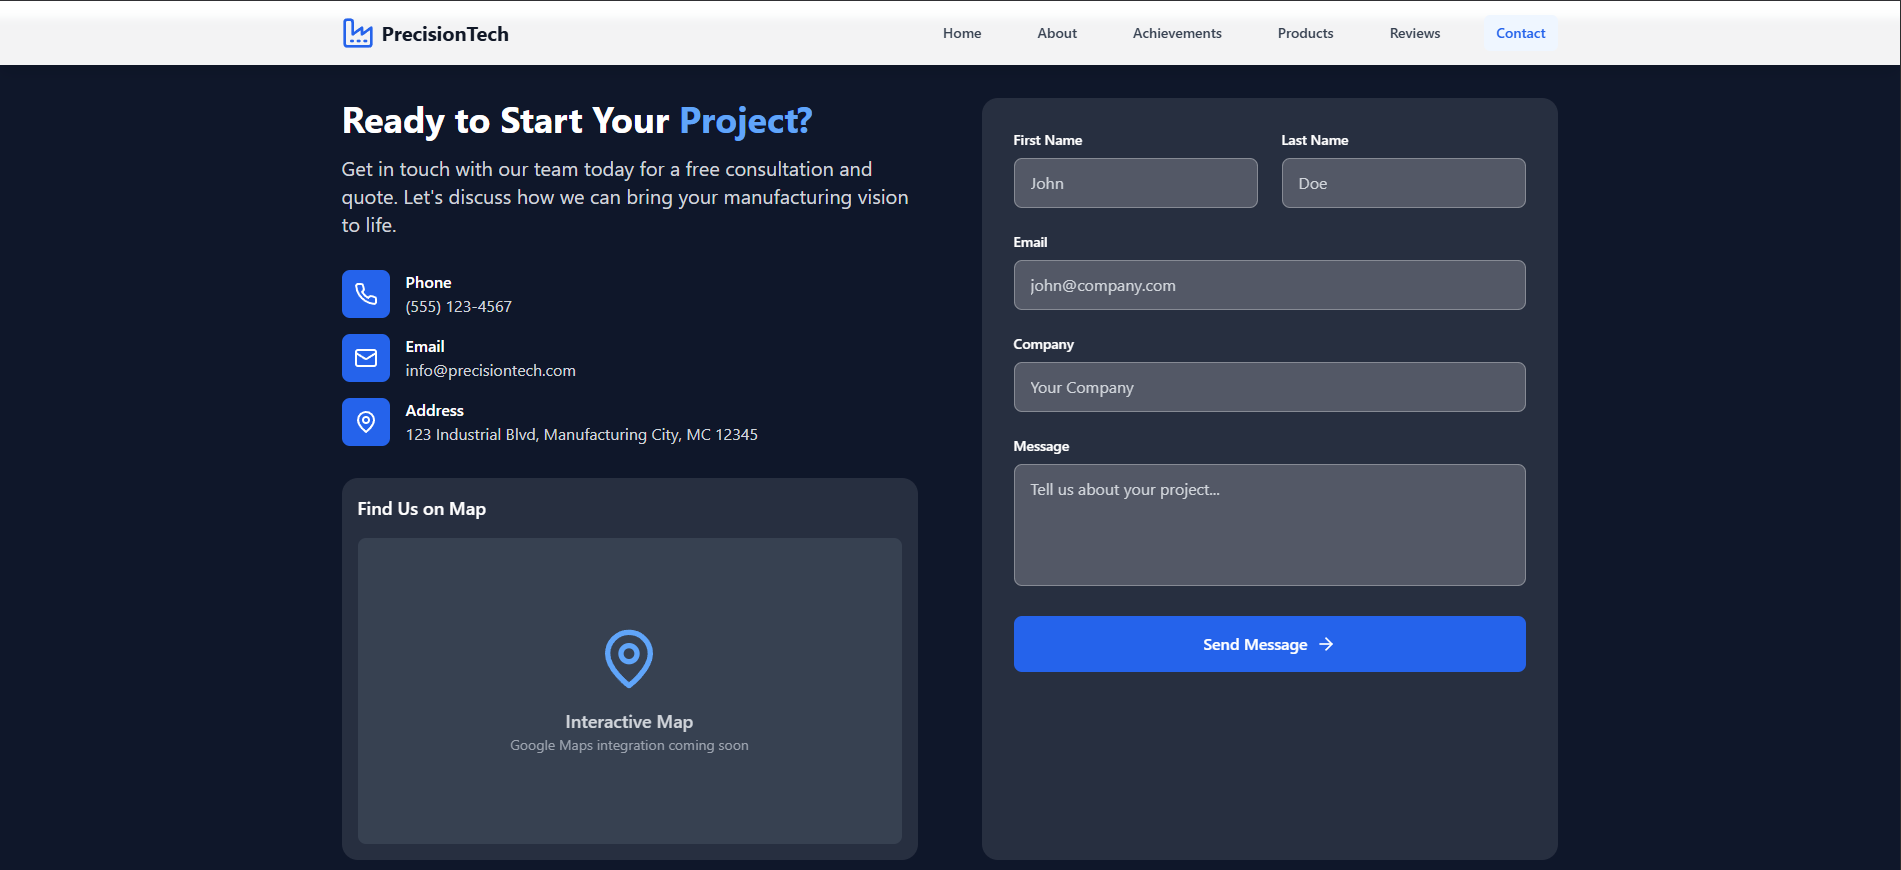 PrecisionTech
Home
About
Achievements
Products
Reviews
Contact
Ready to Start Your Project?
Get in touch with our team today for a free consultation and
quote. Let's discuss how we can bring your manufacturing vision
to life.
Phone
(555) 123-4567
Email
info@precisiontech.com
Address
123 Industrial Blvd, Manufacturing City, MC 12345
Find Us on Map
Interactive Map
Google Maps integration coming soon
First Name
Last Name
John
Doe
Email
john@company.com
Company
Your Company
Message
Tell us about your project...
Send Message